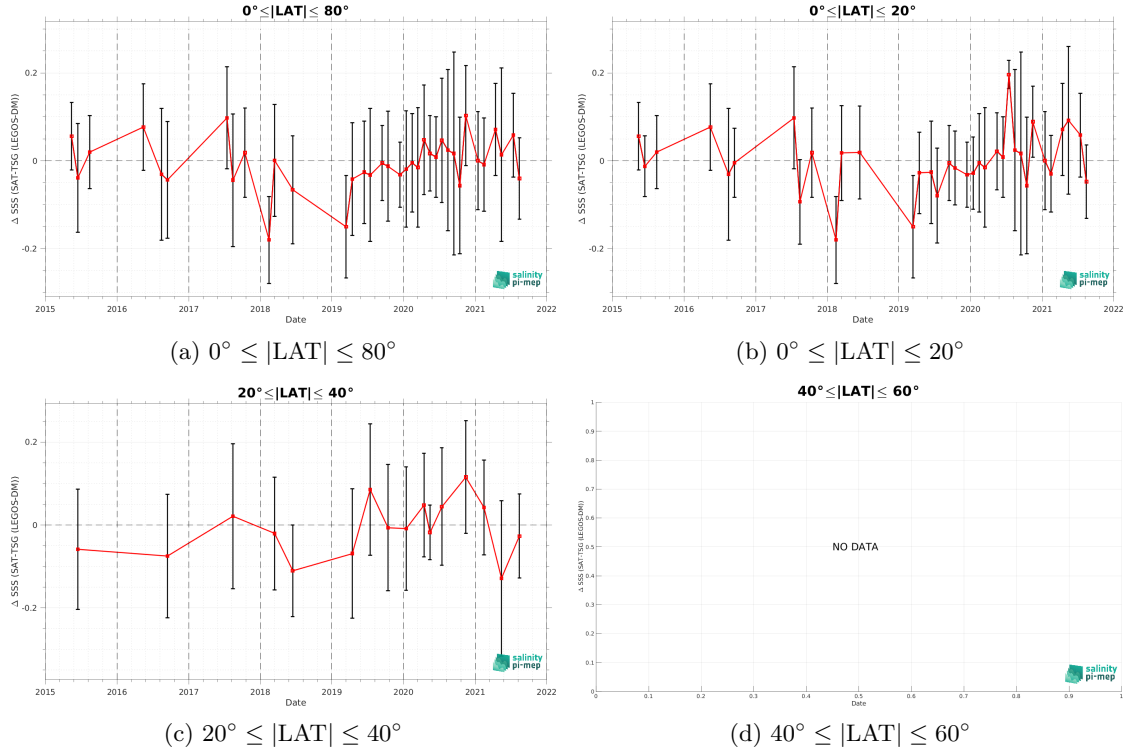 0°≤|LAT|≤ 80°
Δ SSS (SAT-TSG (LEGOS-DM))
0.2
0
-0.2
2015 2016 2017 2018 2019 2020 2021 2022
Date
salinity
pi-mep
(a) 0° ≤ |LAT| ≤ 80°
0°≤|LAT|≤ 20°
Δ SSS (SAT-TSG (LEGOS-DM))
0.2
0
-0.2
2015 2016 2017 2018 2019 2020 2021 2022
Date
salinity
pi-mep
(b) 0° ≤ |LAT| ≤ 20°
20°≤|LAT|≤ 40°
Δ SSS (SAT-TSG (LEGOS-DM))
0.2
0
-0.2
2015 2016 2017 2018 2019 2020 2021 2022
Date
salinity
pi-mep
(c) 20° ≤ |LAT| ≤ 40°
40°≤|LAT|≤ 60°
Δ SSS (SAT-TSG (LEGOS-DM))
1
0.9
0.8
0.7
0.6
0.5
0.4
0.3
0.2
0.1
0
NO DATA
0 0.1 0.2 0.3 0.4 0.5 0.6 0.7 0.8 0.9 1
Date
salinity
pi-mep
(d) 40° ≤ |LAT| ≤ 60°